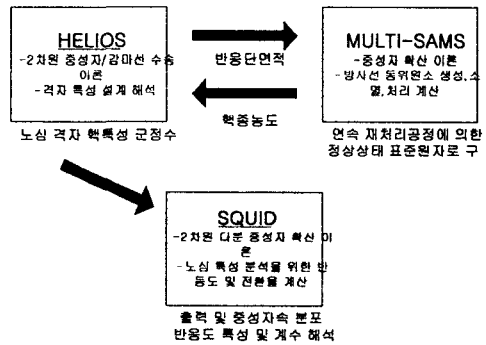 HELIOS
-2차원 중성자/감마선 수송
이론
-격자 특성 설계 해석
노심 격자 핵특성 군정수
반응단면적
핵종농도
MULTI-SAMS
-중성자 확산 이론
-방사선 동위원소 생성,소
멸,처리 계산
연속 재처리공정에 의한
정상상태 표준원자로 구
SQUID
-2차원 다분 중성자 확산 이
론
-노심 특성 분석을 위한 반
동도 및 전환율 계산
출력 및 중성자속 분포
반응도 특성 및 계수 해석